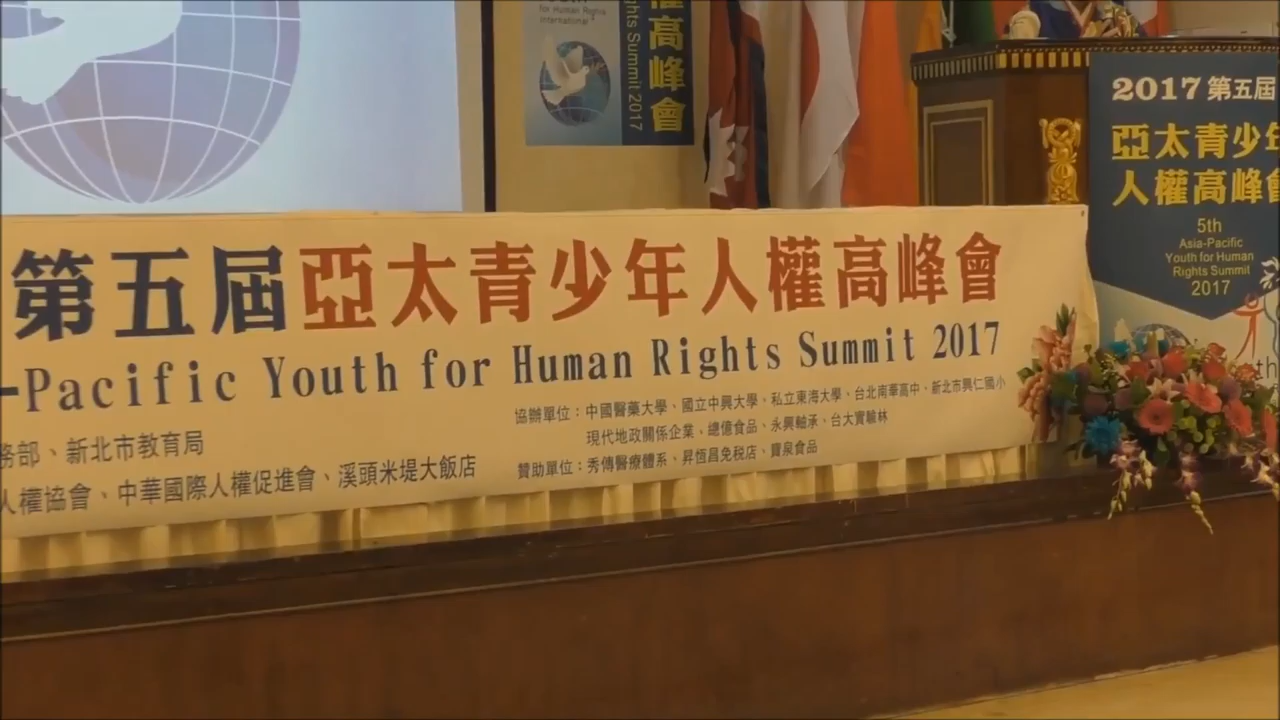 for Human Rights
International
Rights Summit 2017
權高峰會
2017 第五屆
亞太青少年
人權高峰會
5th
Asia-Pacific
Youth for Human
Rights Summit
2017
第五屆亞太青少年人權高峰會
-Pacific Youth for Human Rights Summit 2017
協辦單位：中國醫藥大學、國立中興大學、私立東海大學、台北南華高中、新北市興仁國小
現代地政關係企業、總億食品、永興軸承、台大實驗林
務部、新北市教育局
人權協會、中華國際人權促進會、溪頭米堤大飯店
贊助單位：秀傳醫療體系、昇恆昌免稅店、寶泉食品